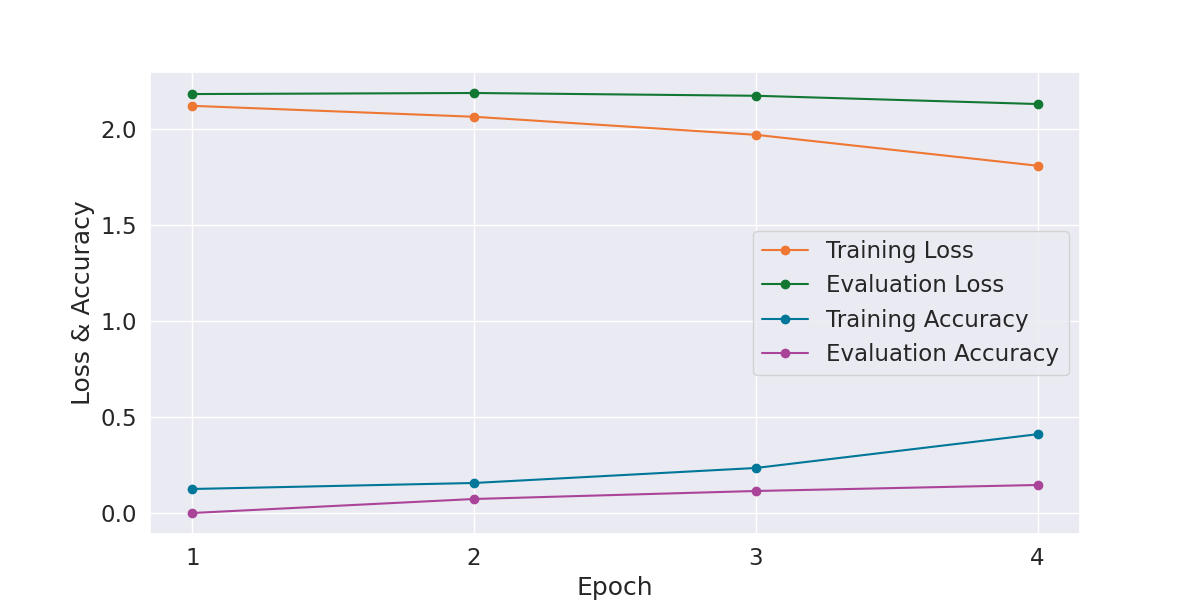 2.0
1.5
1.0
0.5
0.0
Loss & Accuracy
Training Loss
Evaluation Loss
Training Accuracy
Evaluation Accuracy
1 2 3 4
Epoch